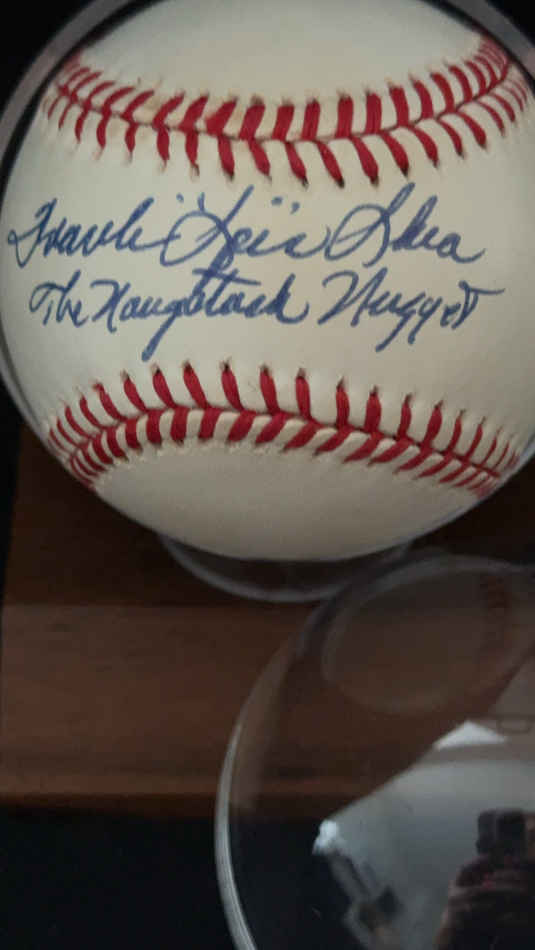 Frank "Spec" Shea
The Naugatuck Nugget